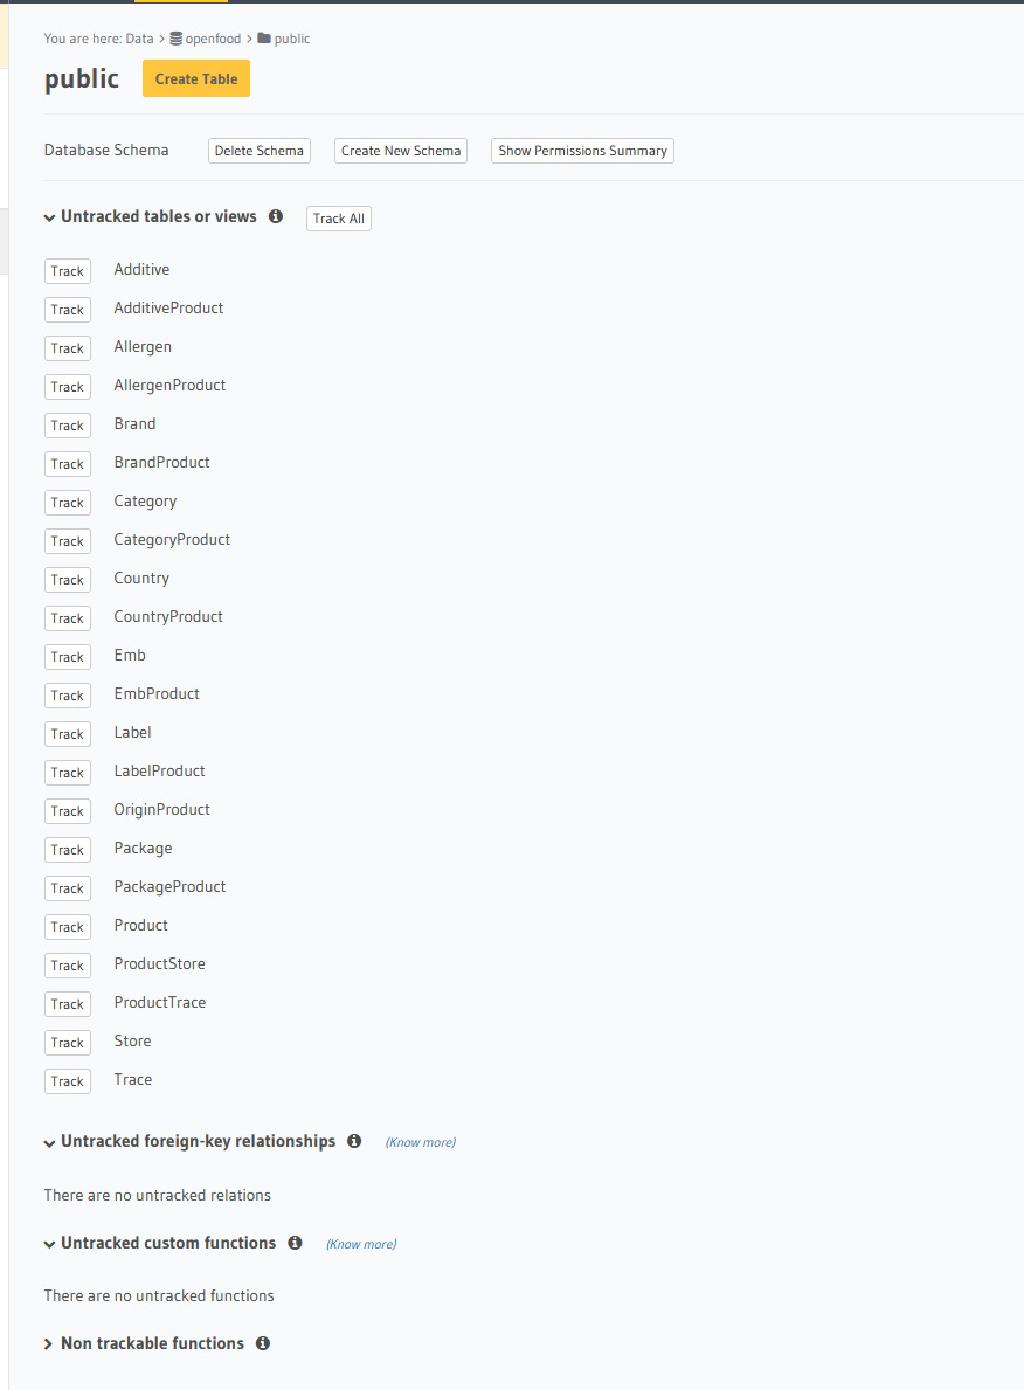 You are here: Data > openfood > public
public Create Table
Database Schema Delete Schema Create New Schema Show Permissions Summary
Untracked tables or views Track All
Track Additive
Track AdditiveProduct
Track Allergen
Track AllergenProduct
Track Brand
Track BrandProduct
Track Category
Track CategoryProduct
Track Country
Track CountryProduct
Track Emb
Track EmbProduct
Track Label
Track LabelProduct
Track OriginProduct
Track Package
Track PackageProduct
Track Product
Track ProductStore
Track ProductTrace
Track Store
Track Trace
Untracked foreign-key relationships (Know more)
There are no untracked relations
Untracked custom functions (Know more)
There are no untracked functions
Non trackable functions